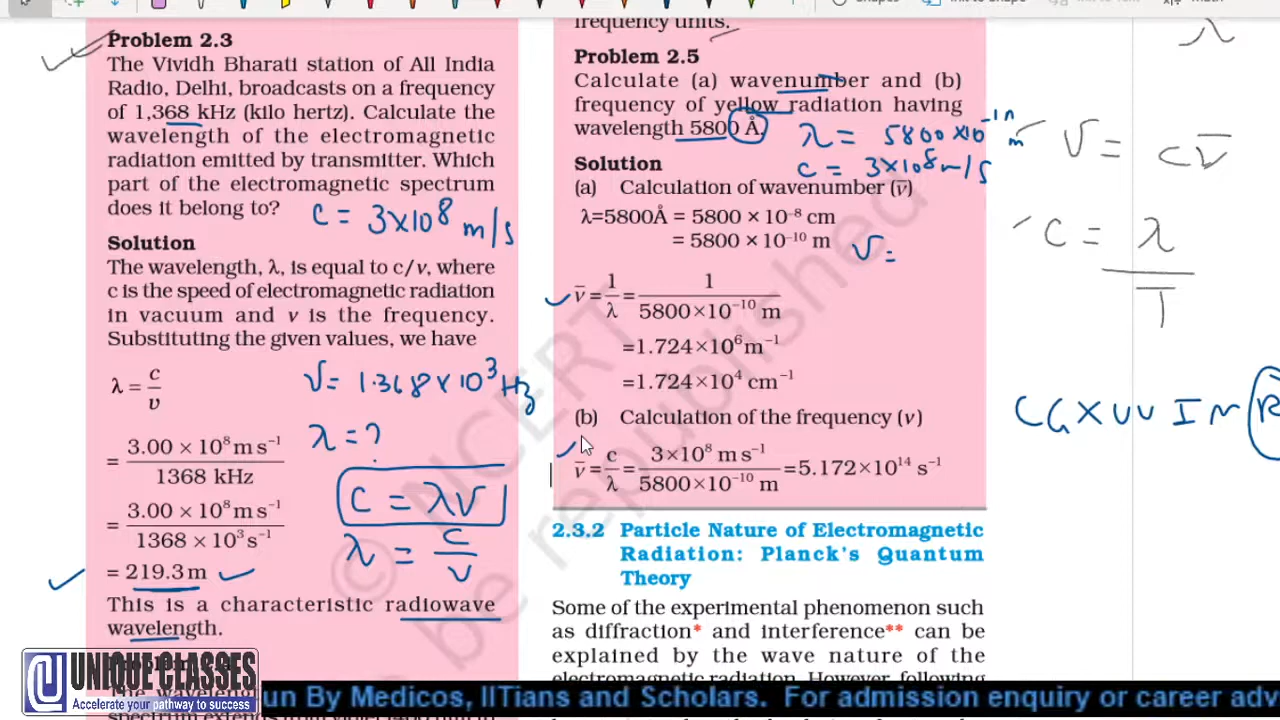 Problem 2.3
The Vividh Bharati station of All India
Radio, Delhi, broadcasts on a frequency
of 1,368 kHz (kilo hertz). Calculate the
wavelength of the electromagnetic
radiation emitted by transmitter. Which
part of the electromagnetic spectrum
does it belong to?
c = 3×10⁸ m/s
Solution
The wavelength, λ, is equal to c/ν, where
c is the speed of electromagnetic radiation
in vacuum and ν is the frequency.
Substituting the given values, we have
λ = c/υ
ν = 1.368×10³ Hz
= 3.00 × 10⁸ m s⁻¹ / 1368 kHz
λ = ?
= 3.00 × 10⁸ m s⁻¹ / 1368 × 10³ s⁻¹
c = λν
λ = c/ν
= 219.3 m
This is a characteristic radiowave
wavelength.
frequency units.
Problem 2.5
Calculate (a) wavenumber and (b)
frequency of yellow radiation having
wavelength 5800 Å.
λ = 5800×10⁻¹⁰ m
c = 3×10⁸ m/s
Solution
(a) Calculation of wavenumber (ν̅)
λ=5800Å = 5800 × 10⁻⁸ cm
= 5800 × 10⁻¹⁰ m
ν =
ν̅ = 1/λ = 1 / 5800×10⁻¹⁰ m
=1.724×10⁶ m⁻¹
=1.724×10⁴ cm⁻¹
(b) Calculation of the frequency (ν)
ν̅ = c/λ = 3×10⁸ m s⁻¹ / 5800×10⁻¹⁰ m = 5.172×10¹⁴ s⁻¹
2.3.2 Particle Nature of Electromagnetic
Radiation: Planck's Quantum
Theory
Some of the experimental phenomenon such
as diffraction* and interference** can be
explained by the wave nature of the
electromagnetic radiation. However, following
λ
ν = cν̅
c = λ/T
CGXUVIM R
© NCERT
be republished
UNIQUE CLASSES
Accelerate your pathway to success
un By Medicos, IITians and Scholars. For admission enquiry or career adv